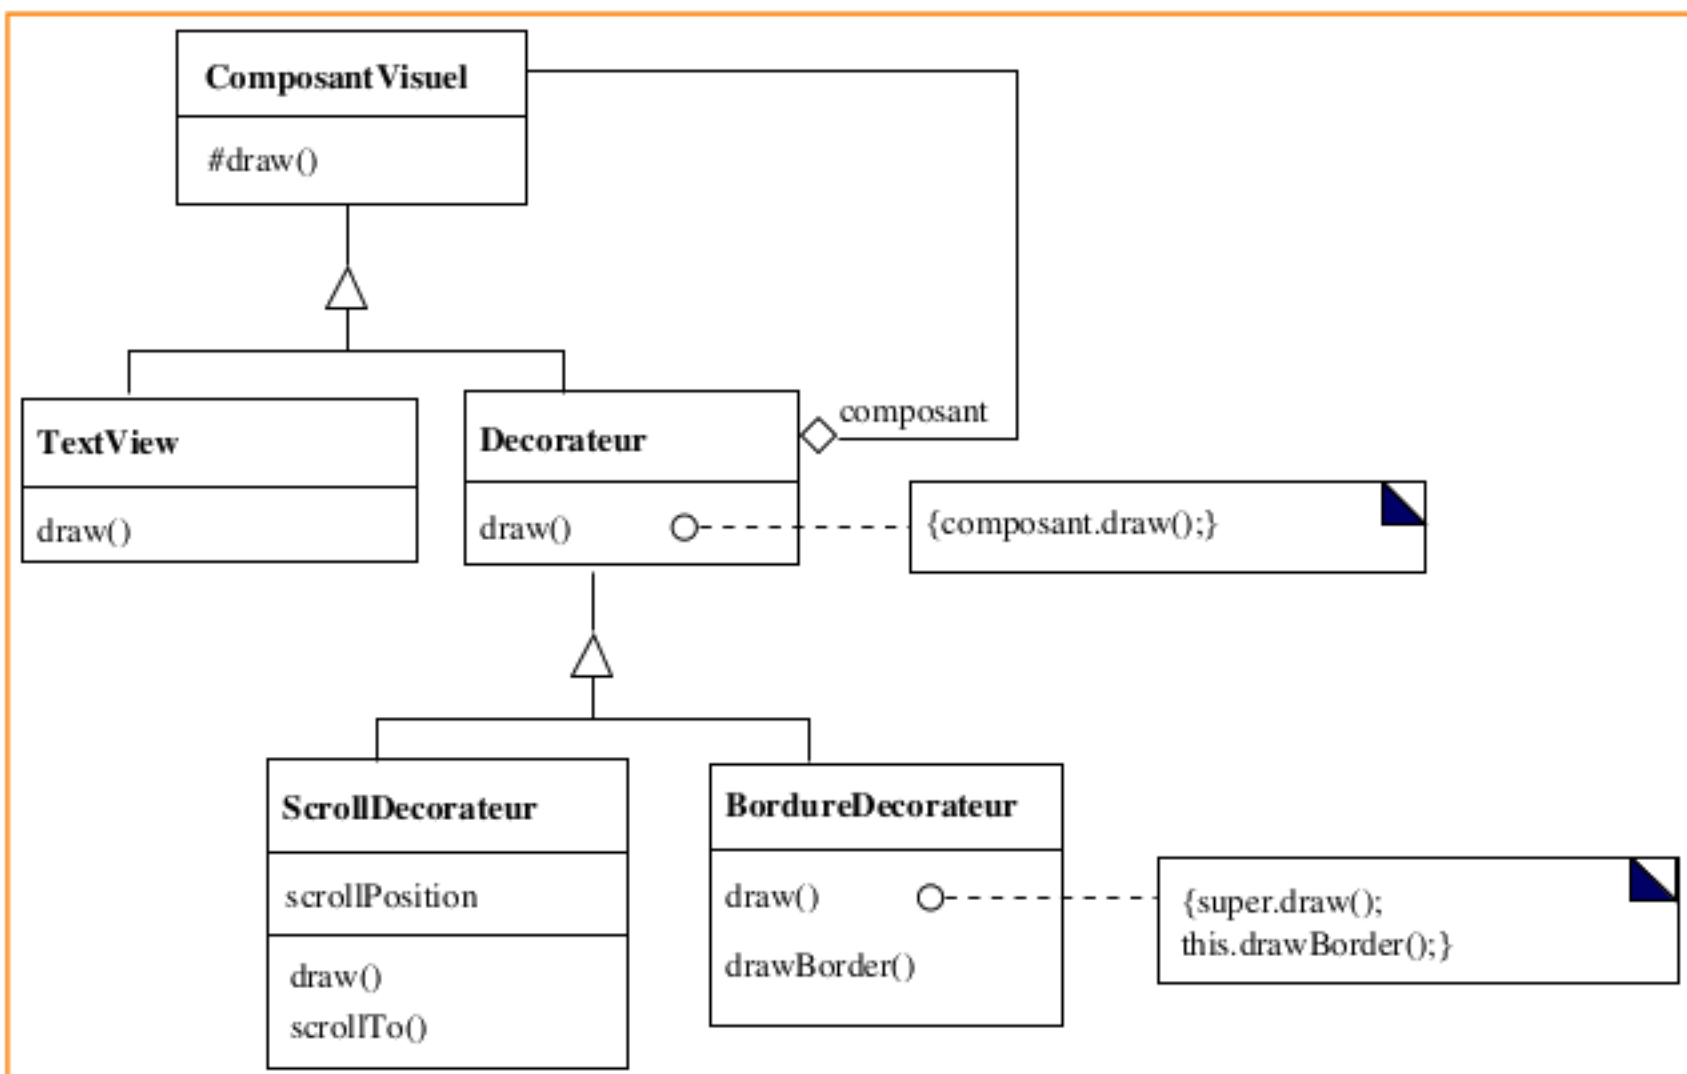 ComposantVisuel
#draw()
TextView
draw()
Decorateur
draw()
composant
{composant.draw();}
ScrollDecorateur
scrollPosition
draw()
scrollTo()
BordureDecorateur
draw()
drawBorder()
{super.draw();
this.drawBorder();}